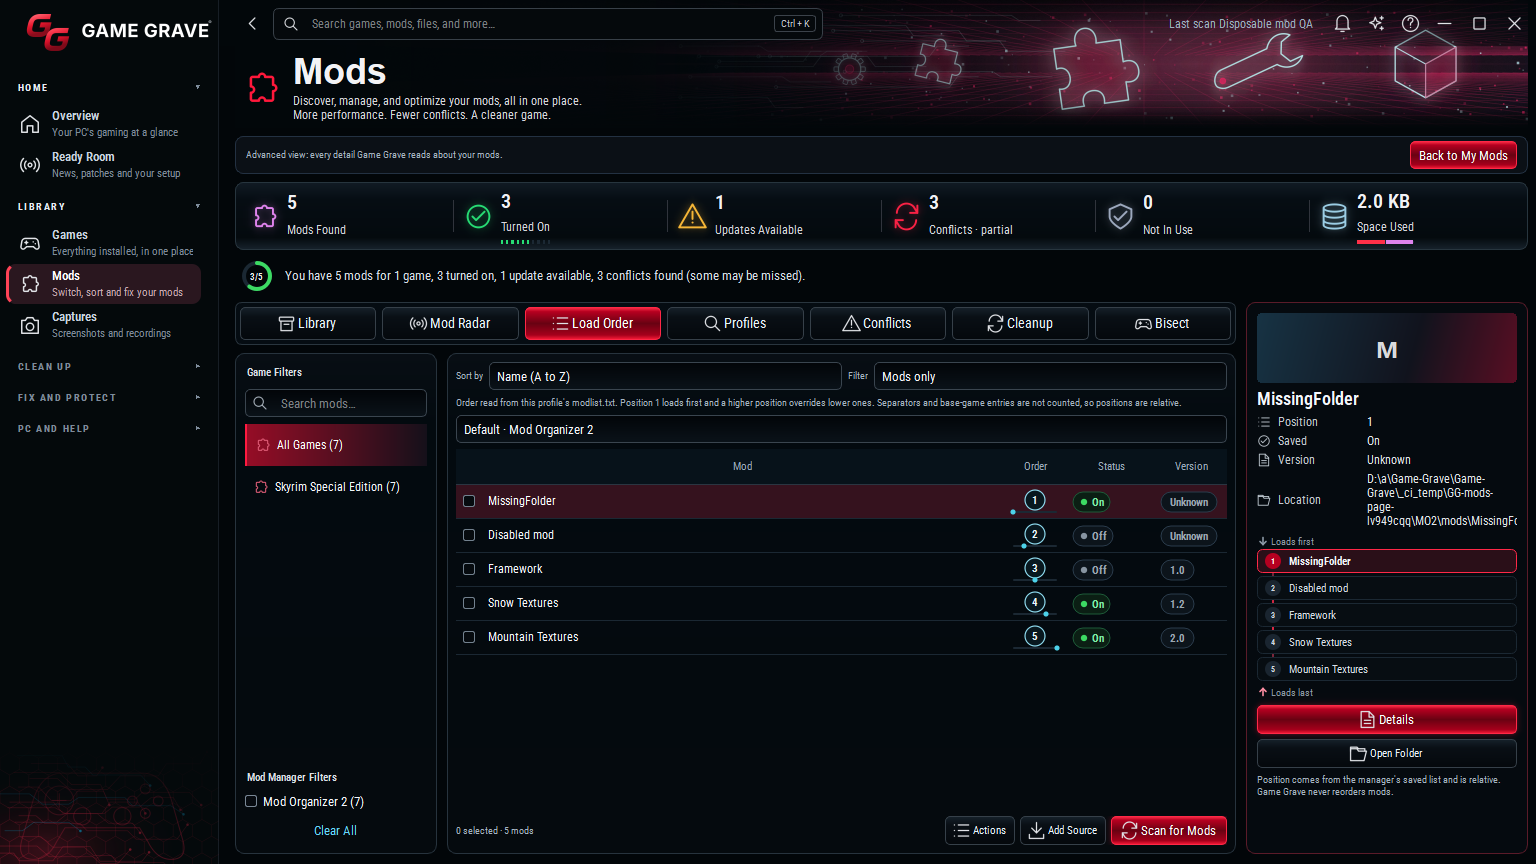 GG GAME GRAVE
Search games, mods, files, and more...
Ctrl + K
Last scan Disposable mod QA
Mods
Discover, manage, and optimize your mods, all in one place.
More performance. Fewer conflicts. A cleaner game.
HOME
Overview
Your PC's gaming at a glance
Ready Room
News, patches and your setup
LIBRARY
Games
Everything installed, in one place
Mods
Switch, sort and fix your mods
Captures
Screenshots and recordings
CLEAN UP
FIX AND PROTECT
PC AND HELP
Advanced view: every detail Game Grave reads about your mods.
Back to My Mods
5
Mods Found
3
Turned On
1
Updates Available
3
Conflicts · partial
0
Not In Use
2.0 KB
Space Used
3/5
You have 5 mods for 1 game, 3 turned on, 1 update available, 3 conflicts found (some may be missed).
Library
Mod Radar
Load Order
Profiles
Conflicts
Cleanup
Bisect
Game Filters
Search mods...
All Games (7)
Skyrim Special Edition (7)
Mod Manager Filters
Mod Organizer 2 (7)
Clear All
Sort by
Name (A to Z)
Filter
Mods only
Order read from this profile's modlist.txt. Position 1 loads first and a higher position overrides lower ones. Separators and base-game entries are not counted, so positions are relative.
Default · Mod Organizer 2
Mod Order Status Version
MissingFolder 1 On Unknown
Disabled mod 2 Off Unknown
Framework 3 Off 1.0
Snow Textures 4 On 1.2
Mountain Textures 5 On 2.0
0 selected · 5 mods
Actions
Add Source
Scan for Mods
M
MissingFolder
Position 1
Saved On
Version Unknown
Location
D:\a\Game-Grave\Game-
Grave\_ci_temp\GG-mods-
page-
lv949cqq\MO2\mods\MissingFo
Loads first
1 MissingFolder
2 Disabled mod
3 Framework
4 Snow Textures
5 Mountain Textures
Loads last
Details
Open Folder
Position comes from the manager's saved list and is relative.
Game Grave never reorders mods.